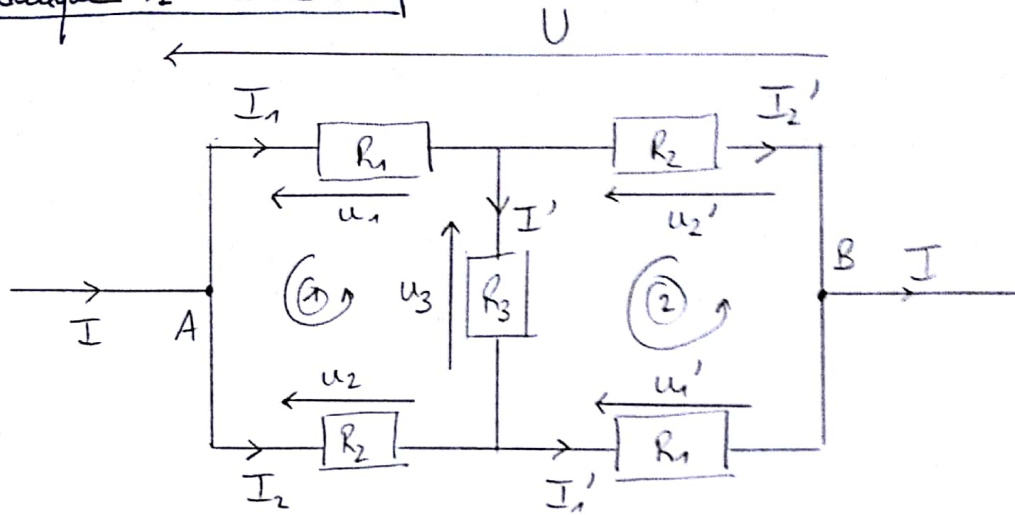 U
I₁ I₂'
R₁ R₂
u₁ I' u₂'
B I
1 u₃ R₃ 2
I A
u₂ u₁'
R₂ R₁
I₂ I₁'